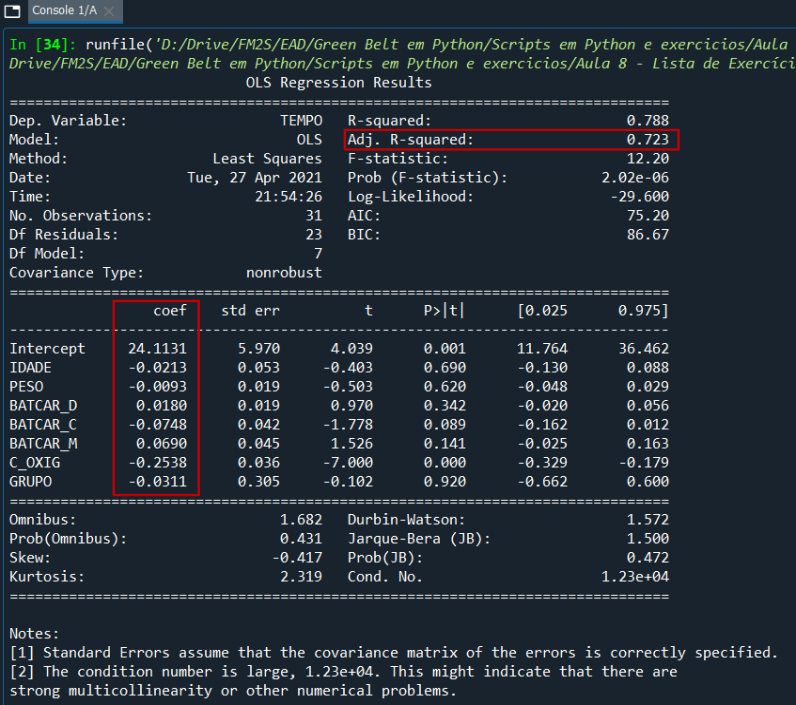 Console 1/A
In [34]: runfile('D:/Drive/FM2S/EAD/Green Belt em Python/Scripts em Python e exercicios/Aula
Drive/FM2S/EAD/Green Belt em Python/Scripts em Python e exercicios/Aula 8 - Lista de Exercíci
OLS Regression Results
==============================================================================
Dep. Variable: TEMPO R-squared: 0.788
Model: OLS Adj. R-squared: 0.723
Method: Least Squares F-statistic: 12.20
Date: Tue, 27 Apr 2021 Prob (F-statistic): 2.02e-06
Time: 21:54:26 Log-Likelihood: -29.600
No. Observations: 31 AIC: 75.20
Df Residuals: 23 BIC: 86.67
Df Model: 7
Covariance Type: nonrobust
==============================================================================
coef std err t P>|t| [0.025 0.975]
------------------------------------------------------------------------------
Intercept 24.1131 5.970 4.039 0.001 11.764 36.462
IDADE -0.0213 0.053 -0.403 0.690 -0.130 0.088
PESO -0.0093 0.019 -0.503 0.620 -0.048 0.029
BATCAR_D 0.0180 0.019 0.970 0.342 -0.020 0.056
BATCAR_C -0.0748 0.042 -1.778 0.089 -0.162 0.012
BATCAR_M 0.0690 0.045 1.526 0.141 -0.025 0.163
C_OXIG -0.2538 0.036 -7.000 0.000 -0.329 -0.179
GRUPO -0.0311 0.305 -0.102 0.920 -0.662 0.600
==============================================================================
Omnibus: 1.682 Durbin-Watson: 1.572
Prob(Omnibus): 0.431 Jarque-Bera (JB): 1.500
Skew: -0.417 Prob(JB): 0.472
Kurtosis: 2.319 Cond. No. 1.23e+04
==============================================================================
Notes:
[1] Standard Errors assume that the covariance matrix of the errors is correctly specified.
[2] The condition number is large, 1.23e+04. This might indicate that there are
strong multicollinearity or other numerical problems.